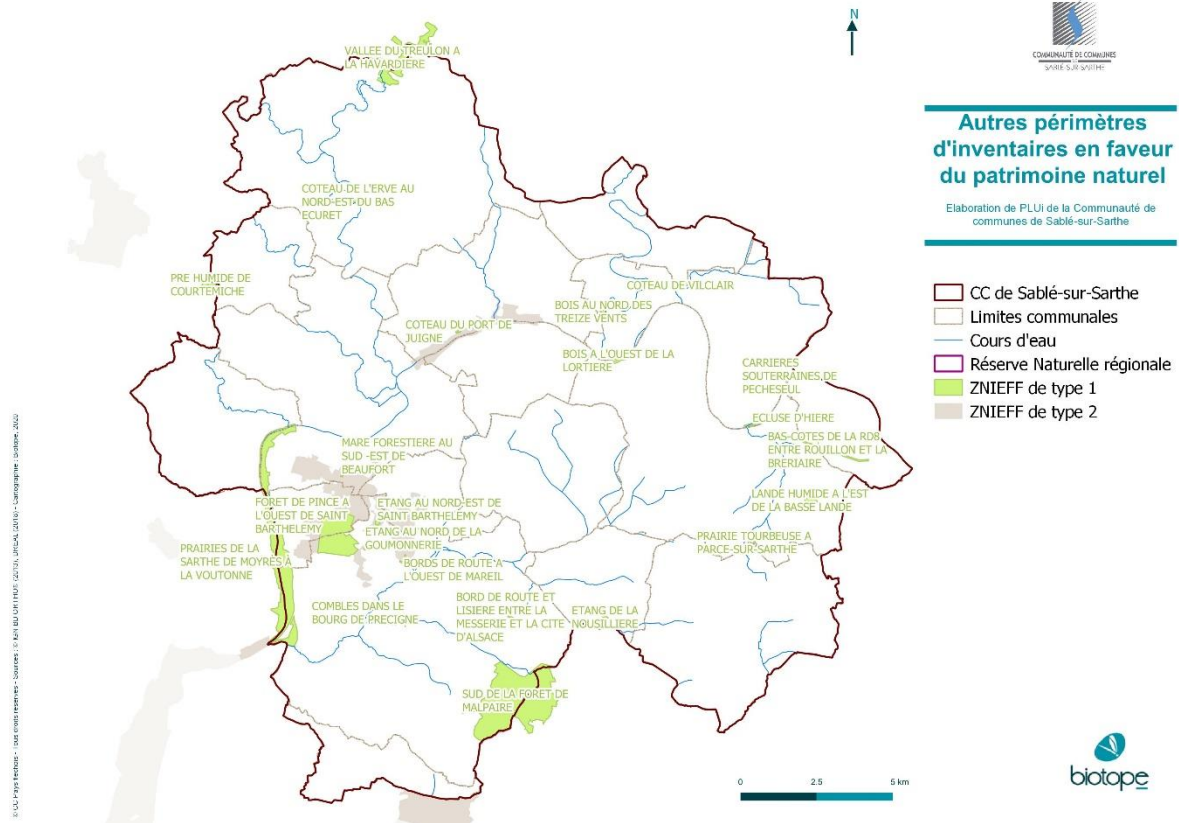 N
COMMUNAUTÉ DE COMMUNES
SABLÉ-SUR-SARTHE
Autres périmètres
d'inventaires en faveur
du patrimoine naturel
Elaboration de PLUi de la Communauté de
communes de Sablé-sur-Sarthe
CC de Sablé-sur-Sarthe
Limites communales
Cours d'eau
Réserve Naturelle régionale
ZNIEFF de type 1
ZNIEFF de type 2
VALLEE DU TREULON A
LA HAVARDIERE
COTEAU DE L'ERVE AU
NORD-EST DU BAS
ECURET
PRE HUMIDE DE
COURTEMICHE
COTEAU DE VILCLAIR
BOIS AU NORD DES
TREIZE VENTS
COTEAU DU PORT DE
JUIGNE
BOIS A L'OUEST DE LA
LORTIERE
CARRIERES
SOUTERRAINES DE
PECHESEUL
ECLUSE D'HIERE
BAS-COTES DE LA RD8
ENTRE ROUILLON ET LA
BRERIAIRE
MARE FORESTIERE AU
SUD -EST DE
BEAUFORT
FORET DE PINCE A
L'OUEST DE SAINT
BARTHELEMY
ETANG AU NORD-EST DE
SAINT BARTHELEMY
ETANG AU NORD DE LA
GOUMONNERIE
LANDE HUMIDE A L'EST
DE LA BASSE LANDE
PRAIRIE TOURBEUSE A
PARCE-SUR-SARTHE
PRAIRIES DE LA
SARTHE DE MOYRES A
LA VOUTONNE
BORDS DE ROUTE A
L'OUEST DE MAREIL
COMBLES DANS LE
BOURG DE PRECIGNE
BORD DE ROUTE ET
LISIERE ENTRE LA
MESSERIE ET LA CITE
D'ALSACE
ETANG DE LA
NOUSILLIERE
SUD DE LA FORET DE
MALPAIRE
0 2.5 5 km
biotope